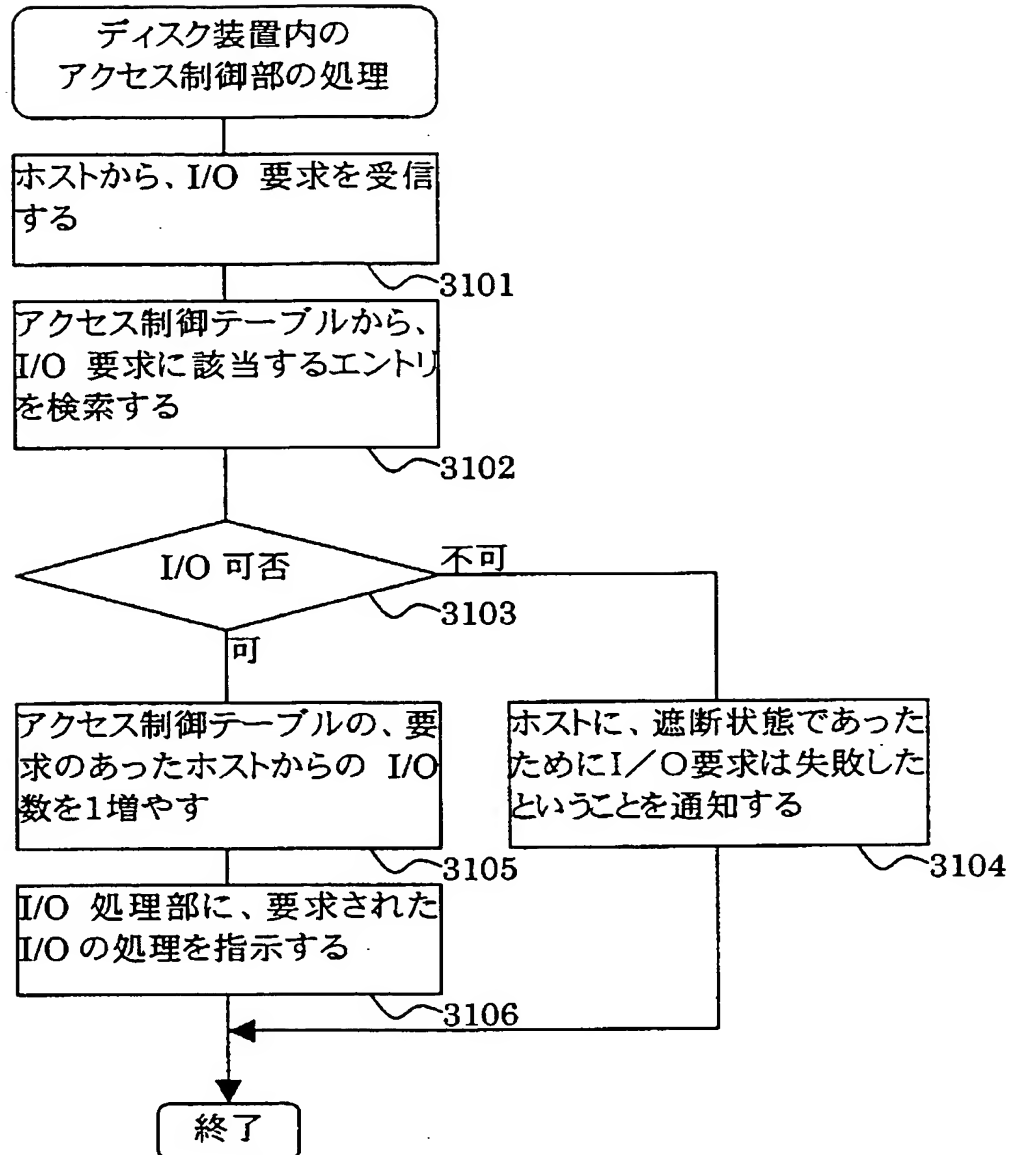 ディスク装置内の
アクセス制御部の処理
ホストから、I/O 要求を受信
する
3101
アクセス制御テーブルから、
I/O 要求に該当するエントリ
を検索する
3102
I/O 可否
不可
3103
可
アクセス制御テーブルの、要
求のあったホストからの I/O
数を1増やす
3105
ホストに、遮断状態であった
ためにI／O要求は失敗した
ということを通知する
3104
I/O 処理部に、要求された
I/O の処理を指示する
3106
終了